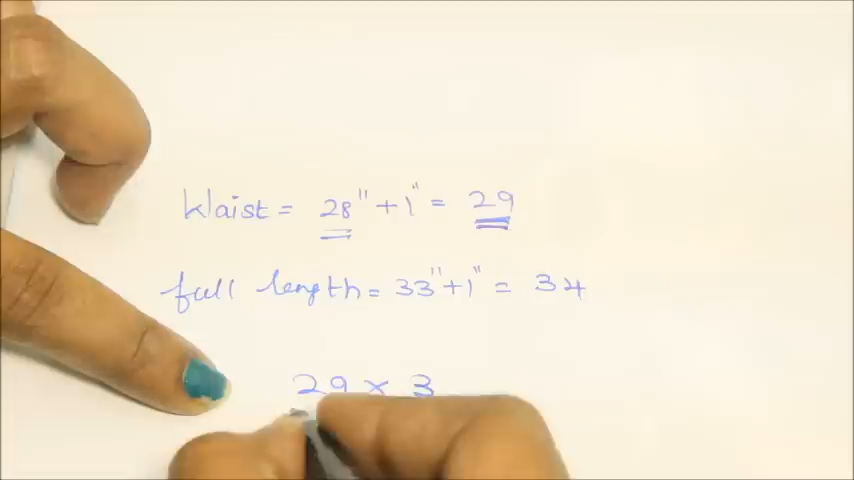 Waist = 28" + 1" = 29
full length = 33" + 1" = 34
29 × 3